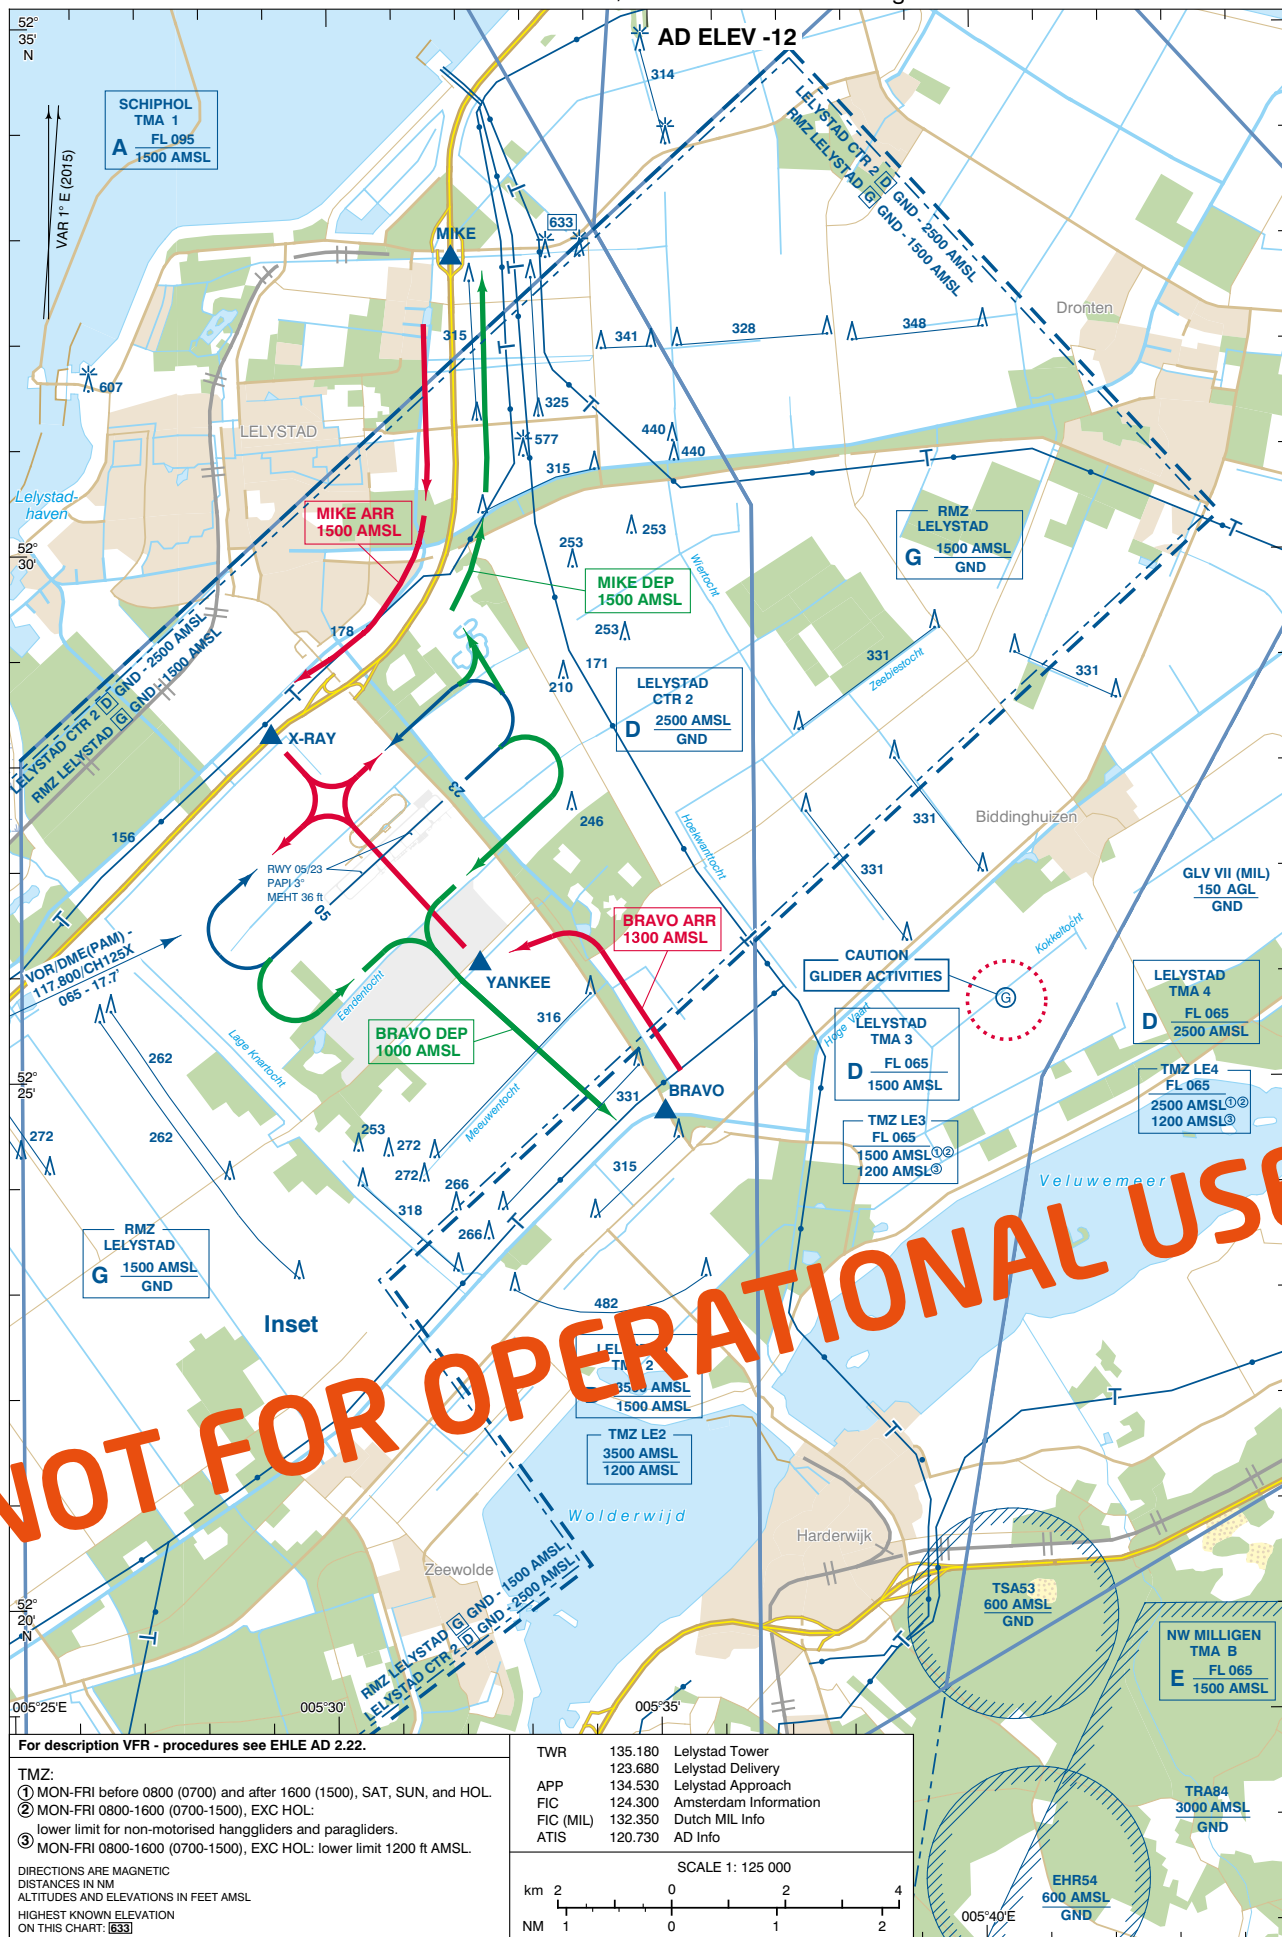 AD ELEV -12
52°
35'
N
SCHIPHOL
TMA 1
A FL 095
1500 AMSL
VAR 1° E (2015)
314
LELYSTAD CTR 2 D GND - 2500 AMSL
RMZ LELYSTAD G GND - 1500 AMSL
633
MIKE
Dronten
315
341
328
348
607
325
LELYSTAD
577
440
440
315
Lelystad-
haven
MIKE ARR
1500 AMSL
253
253
RMZ
LELYSTAD
G 1500 AMSL
GND
52°
30'
Wiertocht
MIKE DEP
1500 AMSL
178
253
171
210
331
Zeebiestocht
331
LELYSTAD CTR 2 D GND - 2500 AMSL
RMZ LELYSTAD G GND - 1500 AMSL
LELYSTAD
CTR 2
D 2500 AMSL
GND
X-RAY
23
156
246
Hoekwanttocht
331
Biddinghuizen
RWY 05/23
PAPI 3°
MEHT 36 ft
05
331
GLV VII (MIL)
150 AGL
GND
BRAVO ARR
1300 AMSL
VOR/DME(PAM) -
117.800/CH125X
065 - 17.7'
Kokkeltocht
CAUTION
GLIDER ACTIVITIES
G
YANKEE
Eendentocht
LELYSTAD
TMA 4
D FL 065
2500 AMSL
316
Hoge Vaart
LELYSTAD
TMA 3
D FL 065
1500 AMSL
BRAVO DEP
1000 AMSL
262
Lage Knartocht
Meeuwentocht
52°
25'
TMZ LE4
FL 065
2500 AMSL①②
1200 AMSL③
BRAVO
331
TMZ LE3
FL 065
1500 AMSL①②
1200 AMSL③
272
262
253
272
272
266
318
266
315
Veluwemeer
RMZ
LELYSTAD
G 1500 AMSL
GND
Inset
482
NOT FOR OPERATIONAL USE
3500 AMSL
1500 AMSL
TMZ LE2
3500 AMSL
1200 AMSL
Wolderwijd
Harderwijk
Zeewolde
RMZ LELYSTAD G GND - 1500 AMSL
LELYSTAD CTR 2 D GND - 2500 AMSL
TSA53
600 AMSL
GND
52°
20'
N
NW MILLIGEN
TMA B
E FL 065
1500 AMSL
005°25'E
005°30'
005°35'
For description VFR - procedures see EHLE AD 2.22.
TMZ:
① MON-FRI before 0800 (0700) and after 1600 (1500), SAT, SUN, and HOL.
② MON-FRI 0800-1600 (0700-1500), EXC HOL:
lower limit for non-motorised hanggliders and paragliders.
③ MON-FRI 0800-1600 (0700-1500), EXC HOL: lower limit 1200 ft AMSL.
DIRECTIONS ARE MAGNETIC
DISTANCES IN NM
ALTITUDES AND ELEVATIONS IN FEET AMSL
HIGHEST KNOWN ELEVATION
ON THIS CHART: 633
TWR 135.180 Lelystad Tower
123.680 Lelystad Delivery
APP 134.530 Lelystad Approach
FIC 124.300 Amsterdam Information
FIC (MIL) 132.350 Dutch MIL Info
ATIS 120.730 AD Info
SCALE 1: 125 000
km 2 0 2 4
NM 1 0 1 2
TRA84
3000 AMSL
GND
EHR54
600 AMSL
GND
005°40'E